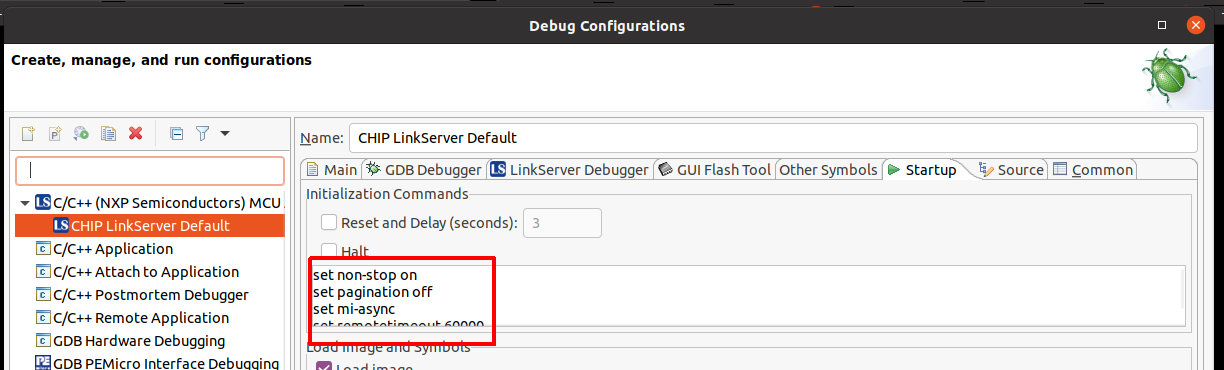 Debug Configurations
Create, manage, and run configurations
Name: CHIP LinkServer Default
Main GDB Debugger LS LinkServer Debugger GUI Flash Tool Other Symbols Startup Source Common
LS C/C++ (NXP Semiconductors) MCU
LS CHIP LinkServer Default
C/C++ Application
C/C++ Attach to Application
C/C++ Postmortem Debugger
C/C++ Remote Application
GDB Hardware Debugging
GDB PEMicro Interface Debugging
Initialization Commands
Reset and Delay (seconds): 3
Halt
set non-stop on
set pagination off
set mi-async
set remotetimeout 60000
Load Image and Symbols
Load image